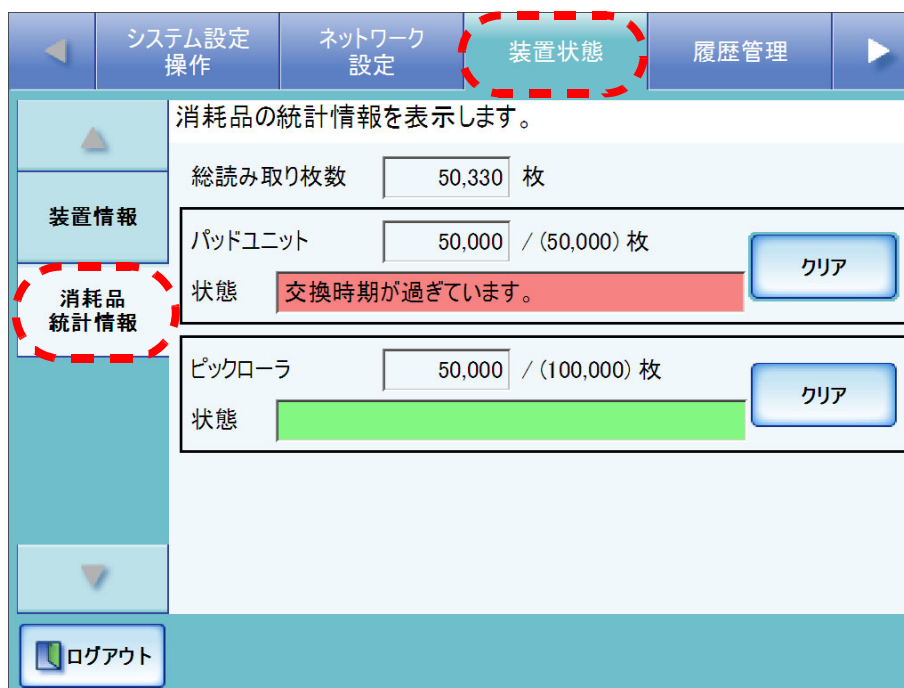 システム設定
操作
ネットワーク
設定
装置状態
履歴管理
消耗品の統計情報を表示します。
総読み取り枚数 50,330 枚
装置情報
パッドユニット 50,000 / (50,000) 枚
クリア
状態 交換時期が過ぎています。
消耗品
統計情報
ピックローラ 50,000 / (100,000) 枚
クリア
状態
ログアウト